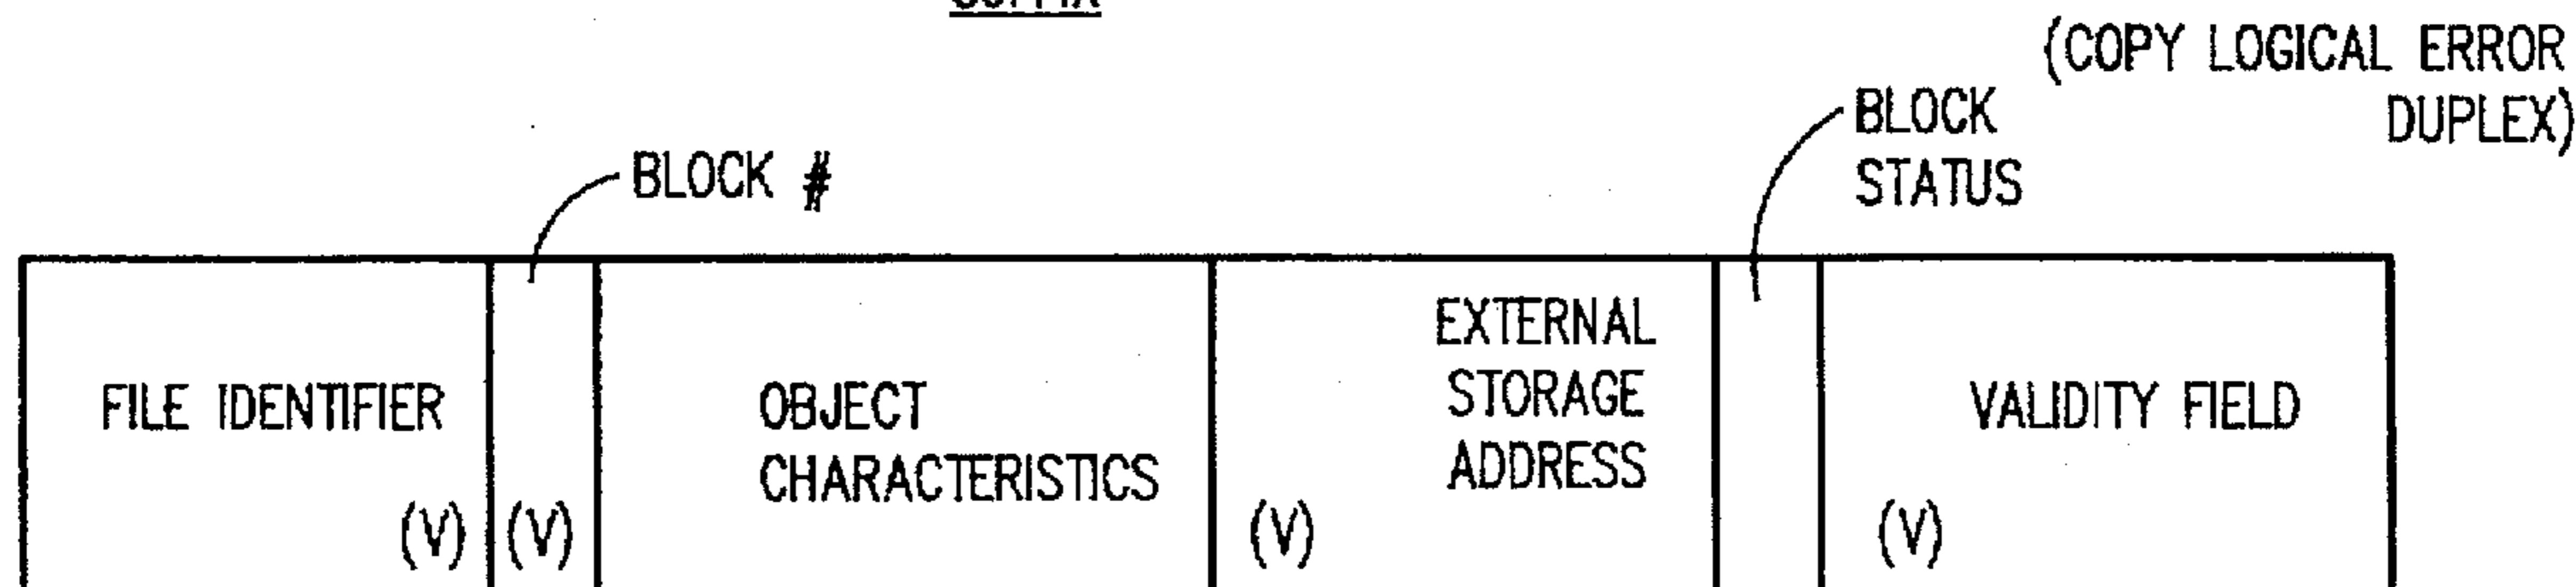 (COPY LOGICAL ERROR
DUPLEX)
BLOCK
STATUS
BLOCK #
FILE IDENTIFIER
(V)
(V)
OBJECT
CHARACTERISTICS
EXTERNAL
STORAGE
ADDRESS
(V)
VALIDITY FIELD
(V)